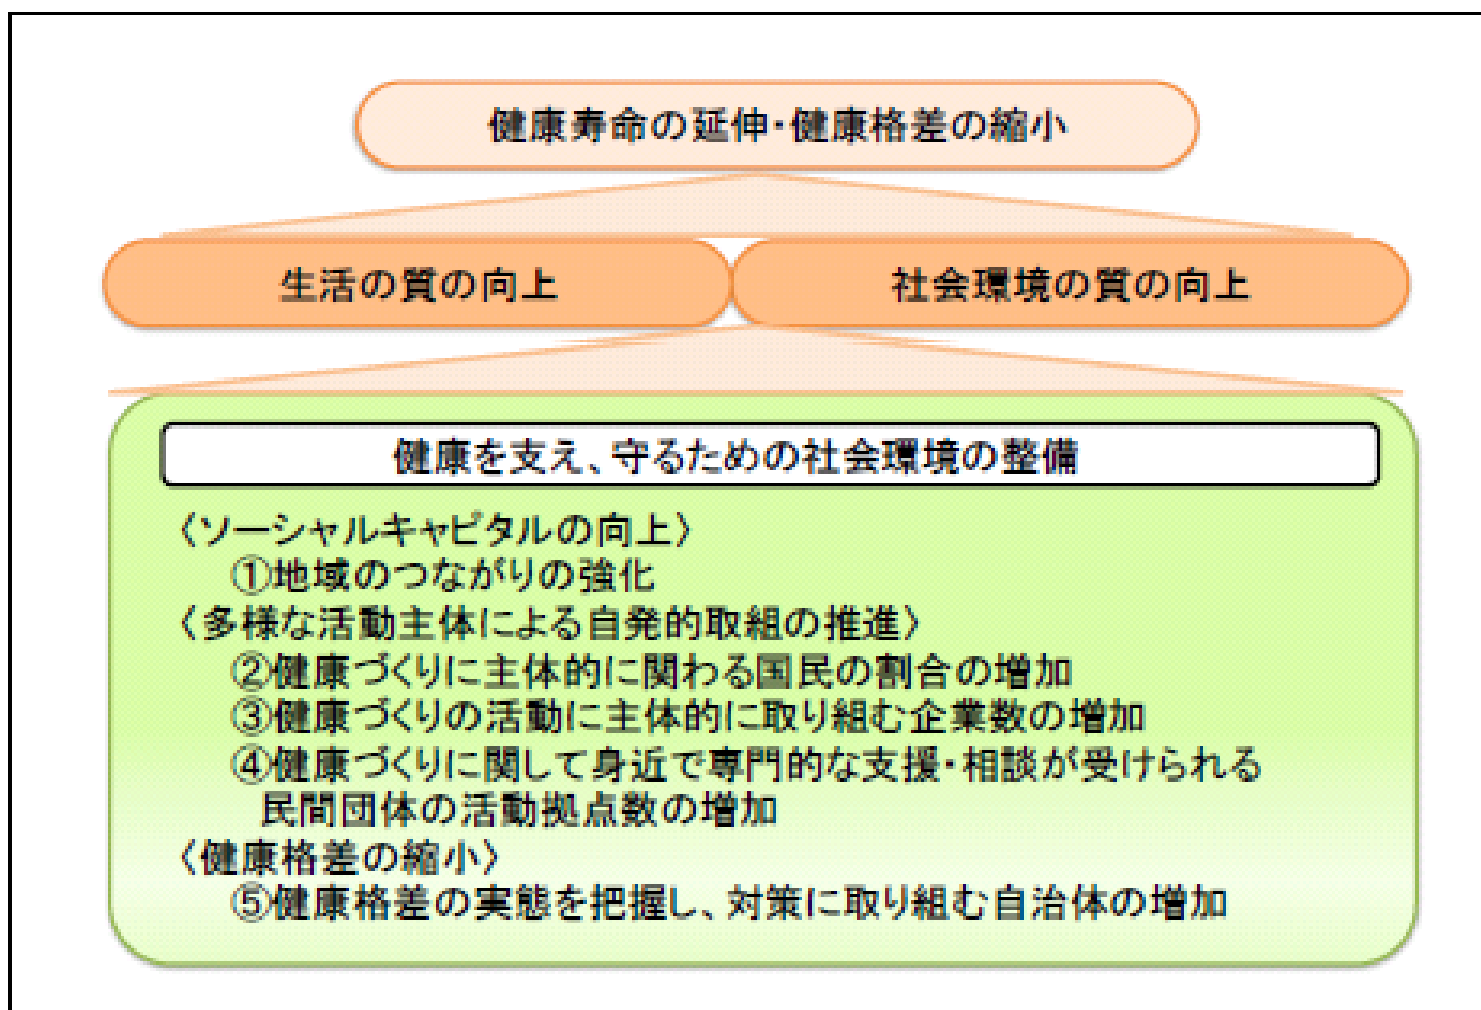 健康寿命の延伸・健康格差の縮小
生活の質の向上
社会環境の質の向上
健康を支え、守るための社会環境の整備
〈ソーシャルキャピタルの向上〉
①地域のつながりの強化
〈多様な活動主体による自発的取組の推進〉
②健康づくりに主体的に関わる国民の割合の増加
③健康づくりの活動に主体的に取り組む企業数の増加
④健康づくりに関して身近で専門的な支援・相談が受けられる
民間団体の活動拠点数の増加
〈健康格差の縮小〉
⑤健康格差の実態を把握し、対策に取り組む自治体の増加